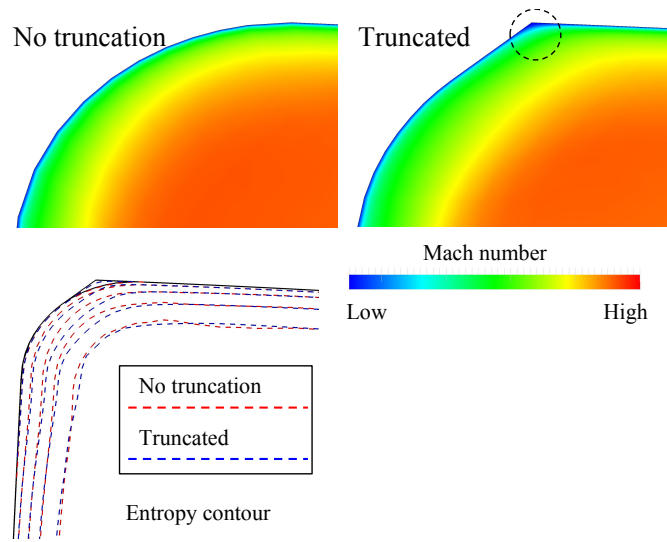 No truncation
Truncated
Mach number
Low
High
No truncation
Truncated
Entropy contour